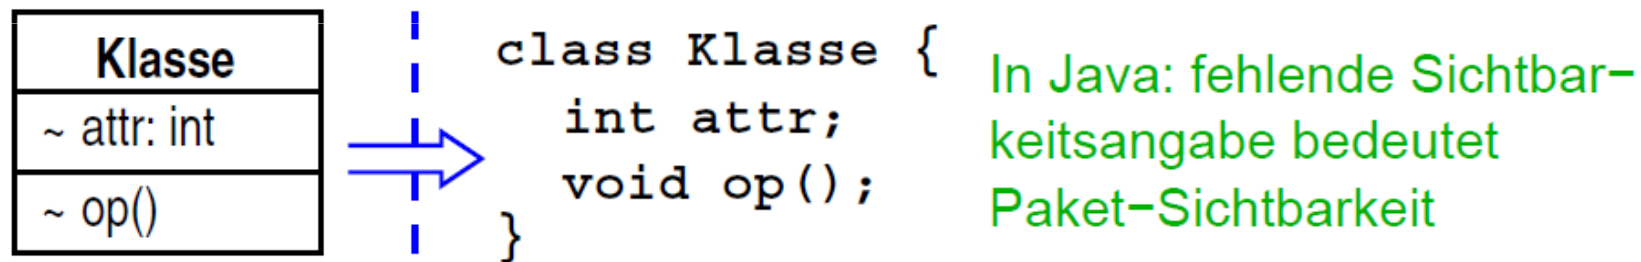 Klasse
~ attr: int
~ op()
class Klasse {
int attr;
void op();
}
In Java: fehlende Sichtbar−
keitsangabe bedeutet
Paket−Sichtbarkeit